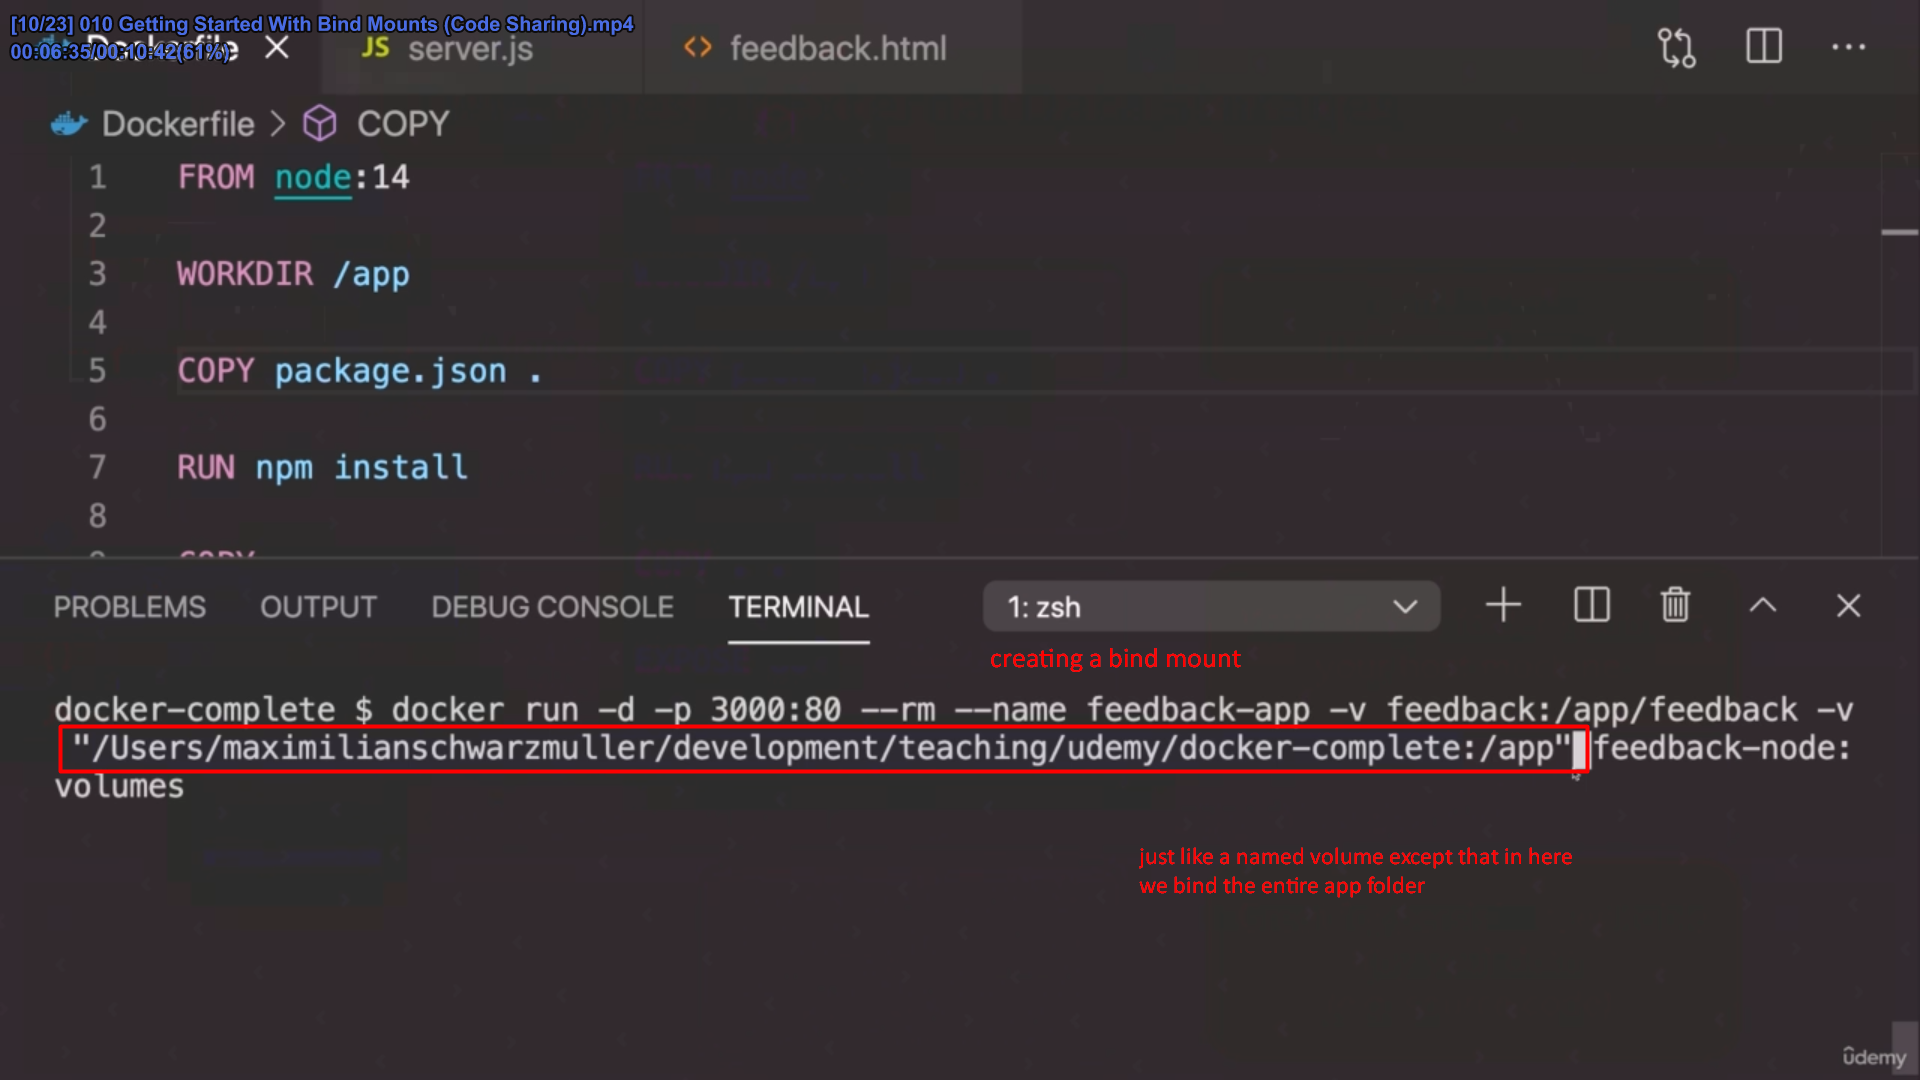 [10/23] 010 Getting Started With Bind Mounts (Code Sharing).mp4
00:06:35/00:10:42(61%)
Dockerfile JS server.js <> feedback.html
Dockerfile > COPY
1 FROM node:14
2
3 WORKDIR /app
4
5 COPY package.json .
6
7 RUN npm install
8
9 COPY
PROBLEMS OUTPUT DEBUG CONSOLE TERMINAL 1: zsh
creating a bind mount
docker-complete $ docker run -d -p 3000:80 --rm --name feedback-app -v feedback:/app/feedback -v
"/Users/maximilianschwarzmuller/development/teaching/udemy/docker-complete:/app" feedback-node:
volumes
just like a named volume except that in here
we bind the entire app folder
ûdemy